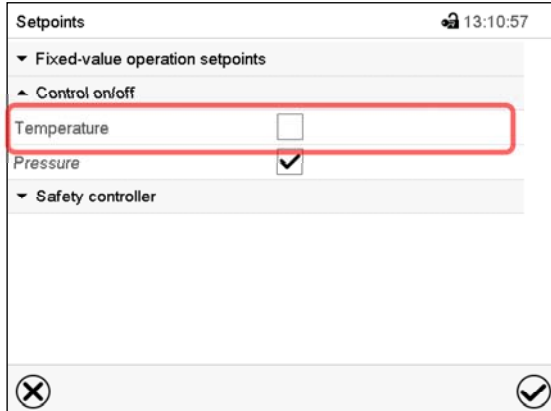 Setpoints 13:10:57
Fixed-value operation setpoints
Control on/off
Temperature
Pressure
Safety controller